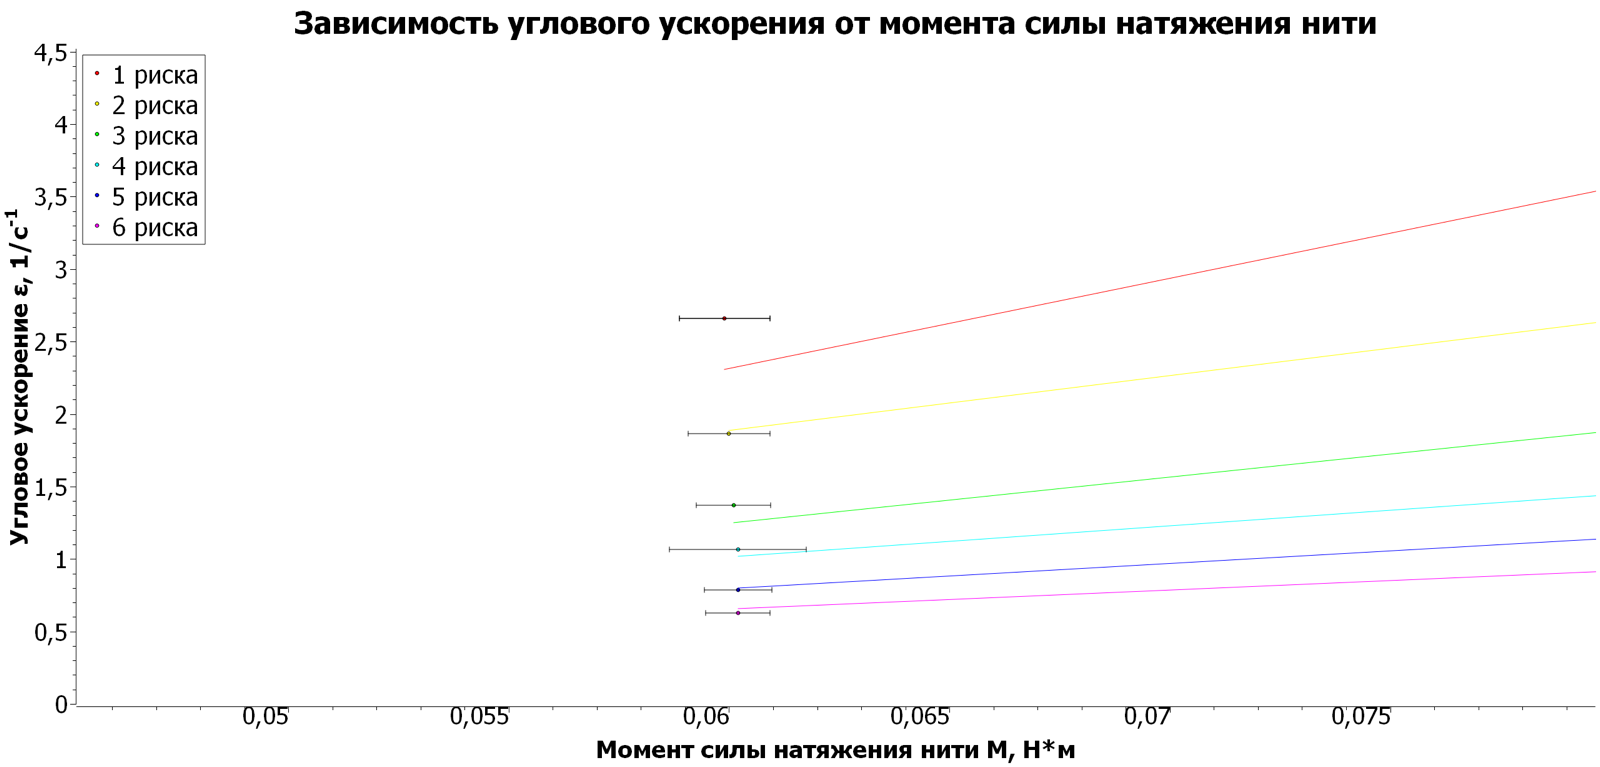 Зависимость углового ускорения от момента силы натяжения нити
4,5
4
3,5
3
2,5
2
1,5
1
0,5
0
1 риска
2 риска
3 риска
4 риска
5 риска
6 риска
Угловое ускорение ε, 1/с⁻¹
0,05
0,055
0,06
0,065
0,07
0,075
Момент силы натяжения нити М, Н*м